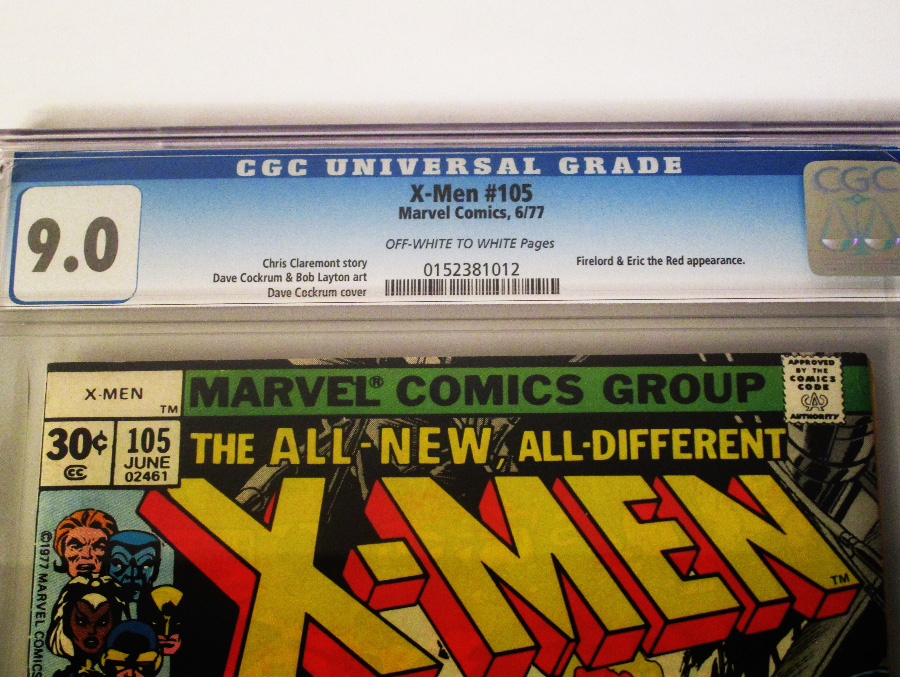 CGC UNIVERSAL GRADE
9.0
X-Men #105
Marvel Comics, 6/77
OFF-WHITE TO WHITE Pages
Chris Claremont story
Dave Cockrum & Bob Layton art
Dave Cockrum cover
0152381012
Firelord & Eric the Red appearance.
CGC
X-MEN
TM
MARVEL® COMICS GROUP
APPROVED
BY THE
COMICS
CODE
CA
AUTHORITY
30¢
CC
105
JUNE
02461
THE ALL-NEW, ALL-DIFFERENT
X-MEN
TM
©1977 MARVEL COMICS